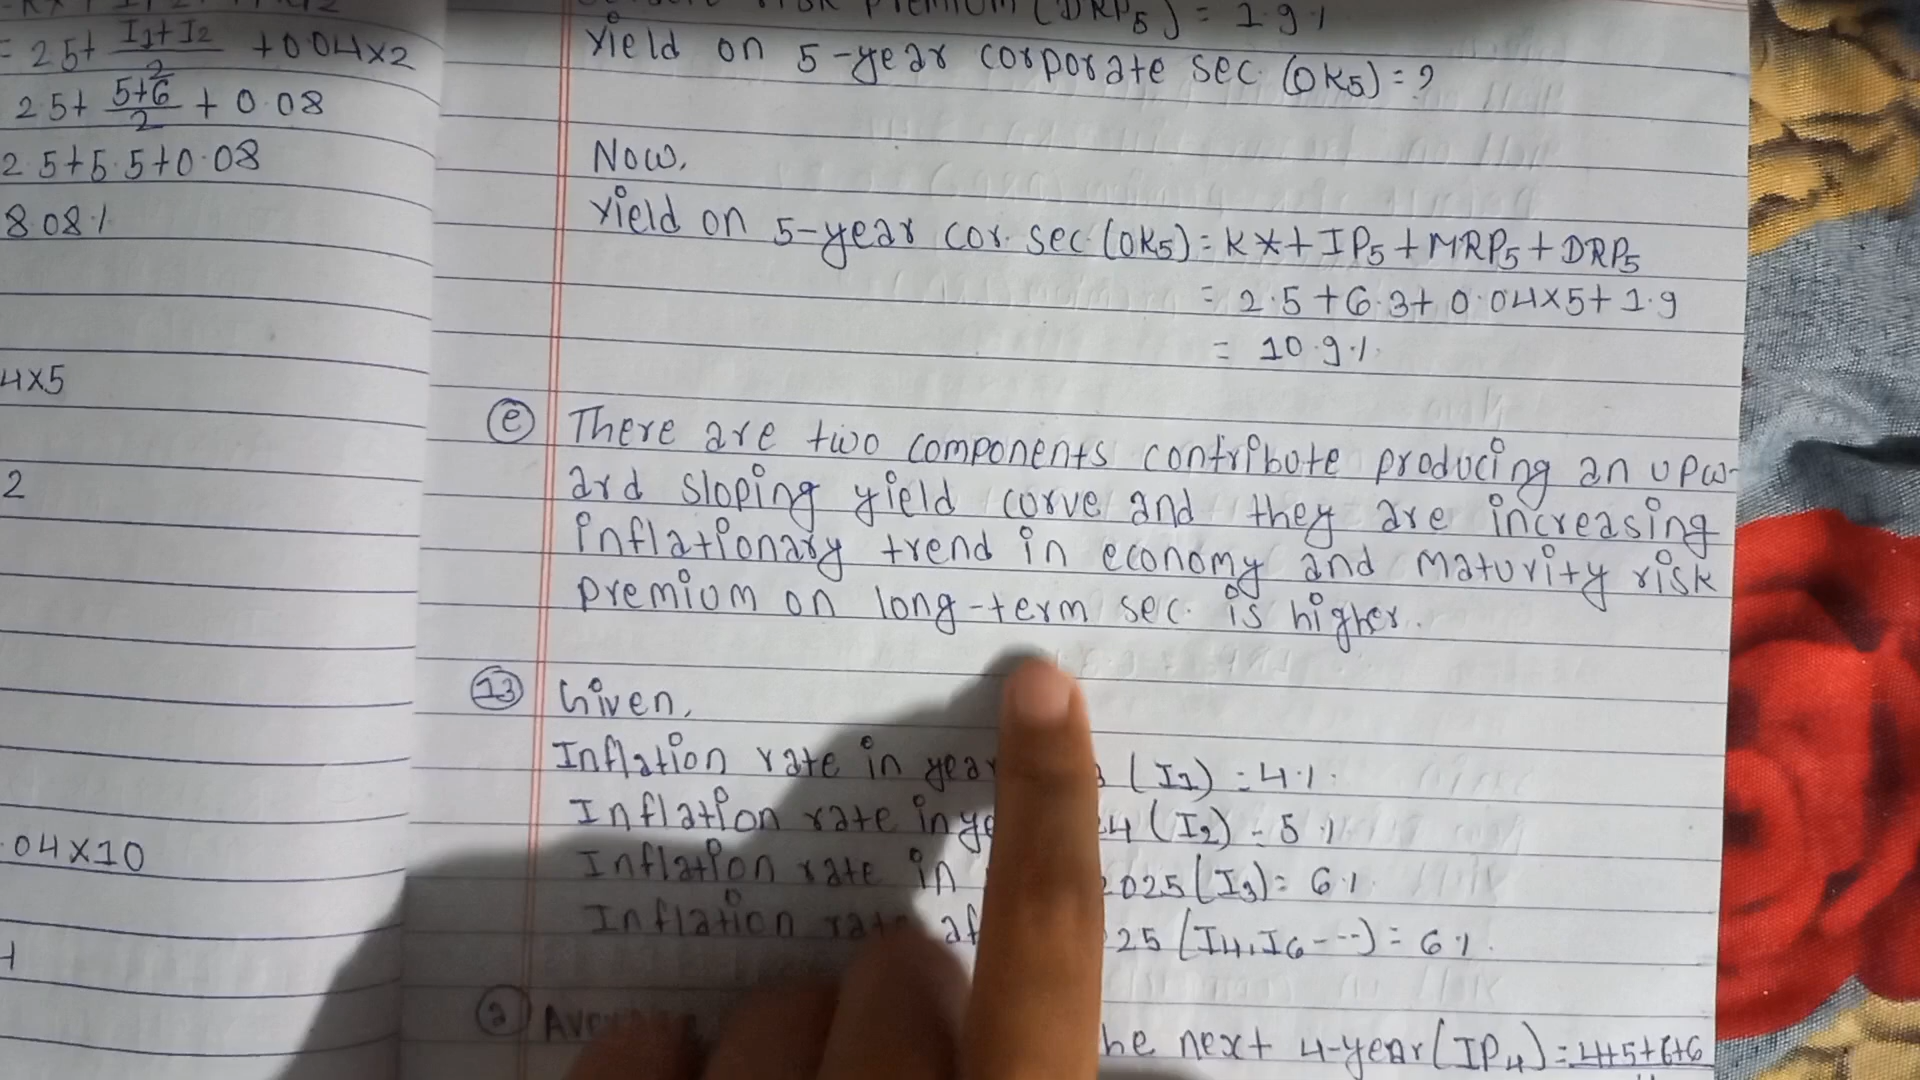 = 2.5+ I1+I2/2 +0.04×2
2.5+ 5+6/2 + 0.08
2.5+5.5+0.08
8.08%
4×5
2
.04×10
Premium (DRP5) = 1.9%
Yield on 5-year corporate sec. (OK5) = ?
Now,
Yield on 5-year cor. sec (OK5) = K*+IP5+MRP5+DRP5
= 2.5+6.3+0.04×5+1.9
= 10.9%.
(e) There are two components contribute producing an upw-
ard sloping yield curve and they are increasing
inflationary trend in economy and maturity risk
premium on long-term sec. is higher.
(13) Given,
Inflation rate in year (I1) = 4%.
Inflation rate in 4 (I2) = 5%
Inflation rate in 2025 (I3) = 6%.
Inflation 25 (I4, I6 ---) = 6%.
(a) he next 4-year (IP4) = 4+5+6+6